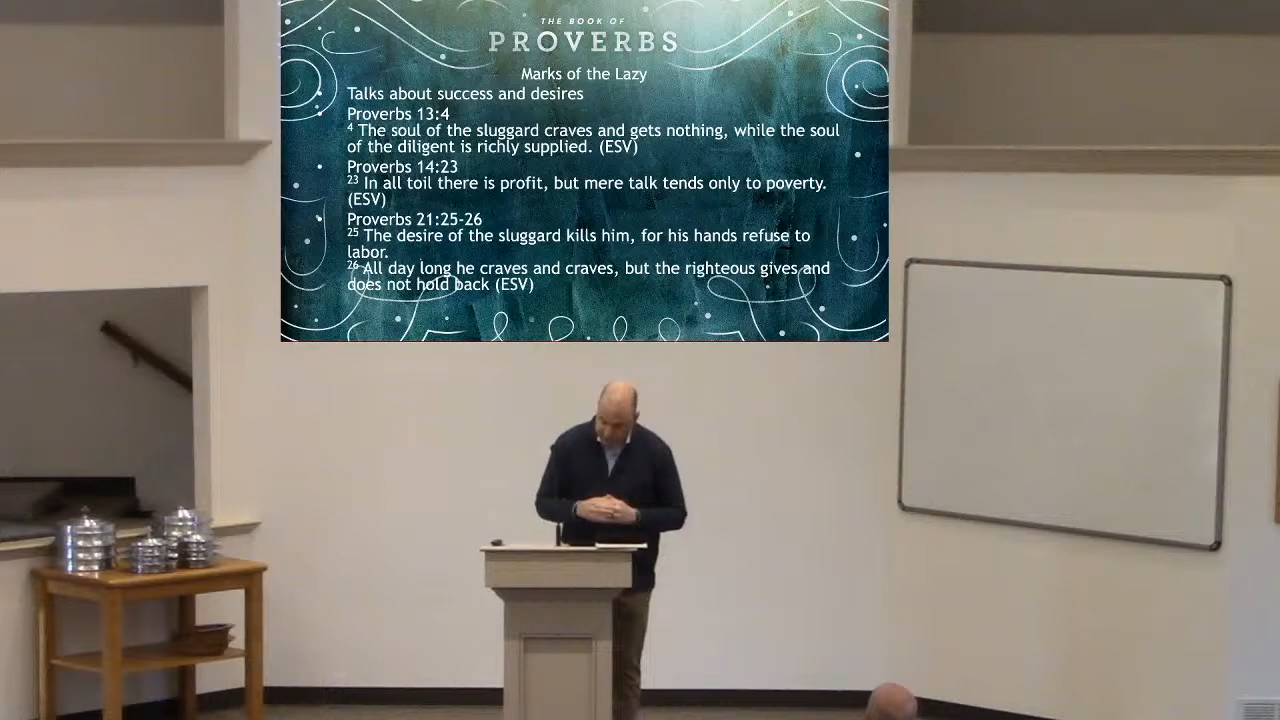 THE BOOK OF
PROVERBS
Marks of the Lazy
• Talks about success and desires
• Proverbs 13:4
4 The soul of the sluggard craves and gets nothing, while the soul
of the diligent is richly supplied. (ESV)
• Proverbs 14:23
23 In all toil there is profit, but mere talk tends only to poverty.
(ESV)
• Proverbs 21:25-26
25 The desire of the sluggard kills him, for his hands refuse to
labor.
26 All day long he craves and craves, but the righteous gives and
does not hold back (ESV)